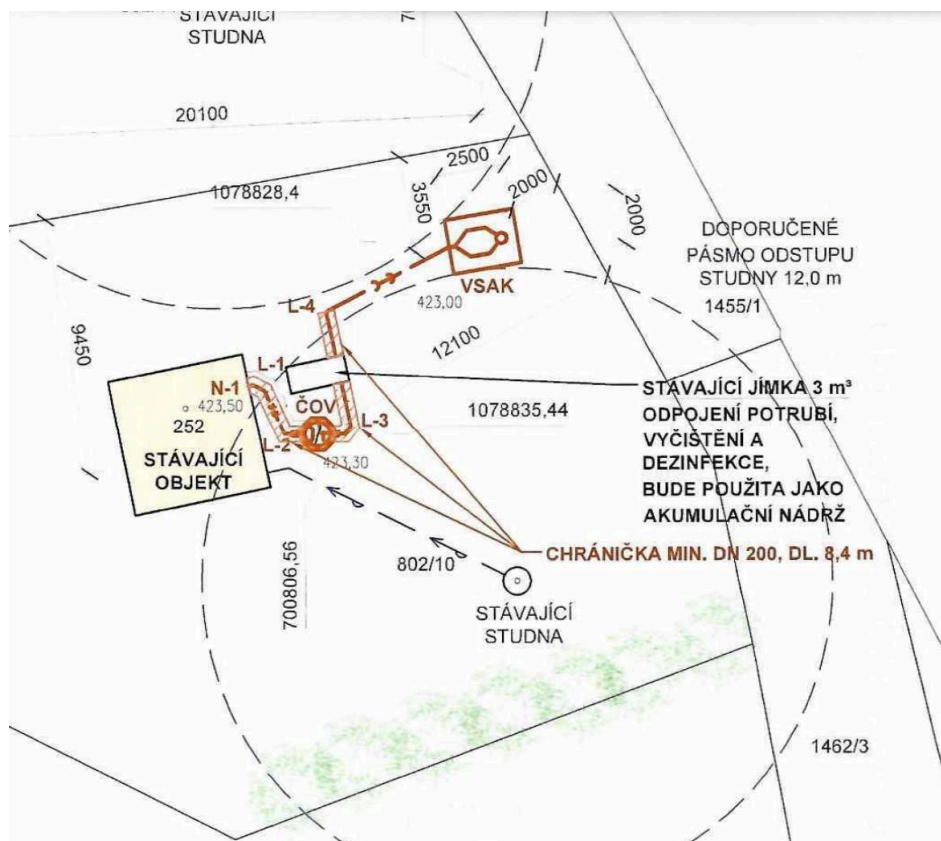 STÁVAJÍCÍ
STUDNA
20100
2500
1078828,4
3550
2000
2000
DOPORUČENÉ
PÁSMO ODSTUPU
STUDNY 12,0 m
1455/1
VSAK
L-4
423,00
9450
12100
L-1
N-1
STÁVAJÍCÍ JÍMKA 3 m³
ODPOJENÍ POTRUBÍ,
VYČIŠTĚNÍ A
DEZINFEKCE,
BUDE POUŽITA JAKO
AKUMULAČNÍ NÁDRŽ
423,50
ČOV
1078835,44
252
L-2
L-3
STÁVAJÍCÍ
OBJEKT
423,30
CHRÁNIČKA MIN. DN 200, DL. 8,4 m
802/10
700806,56
STÁVAJÍCÍ
STUDNA
1462/3